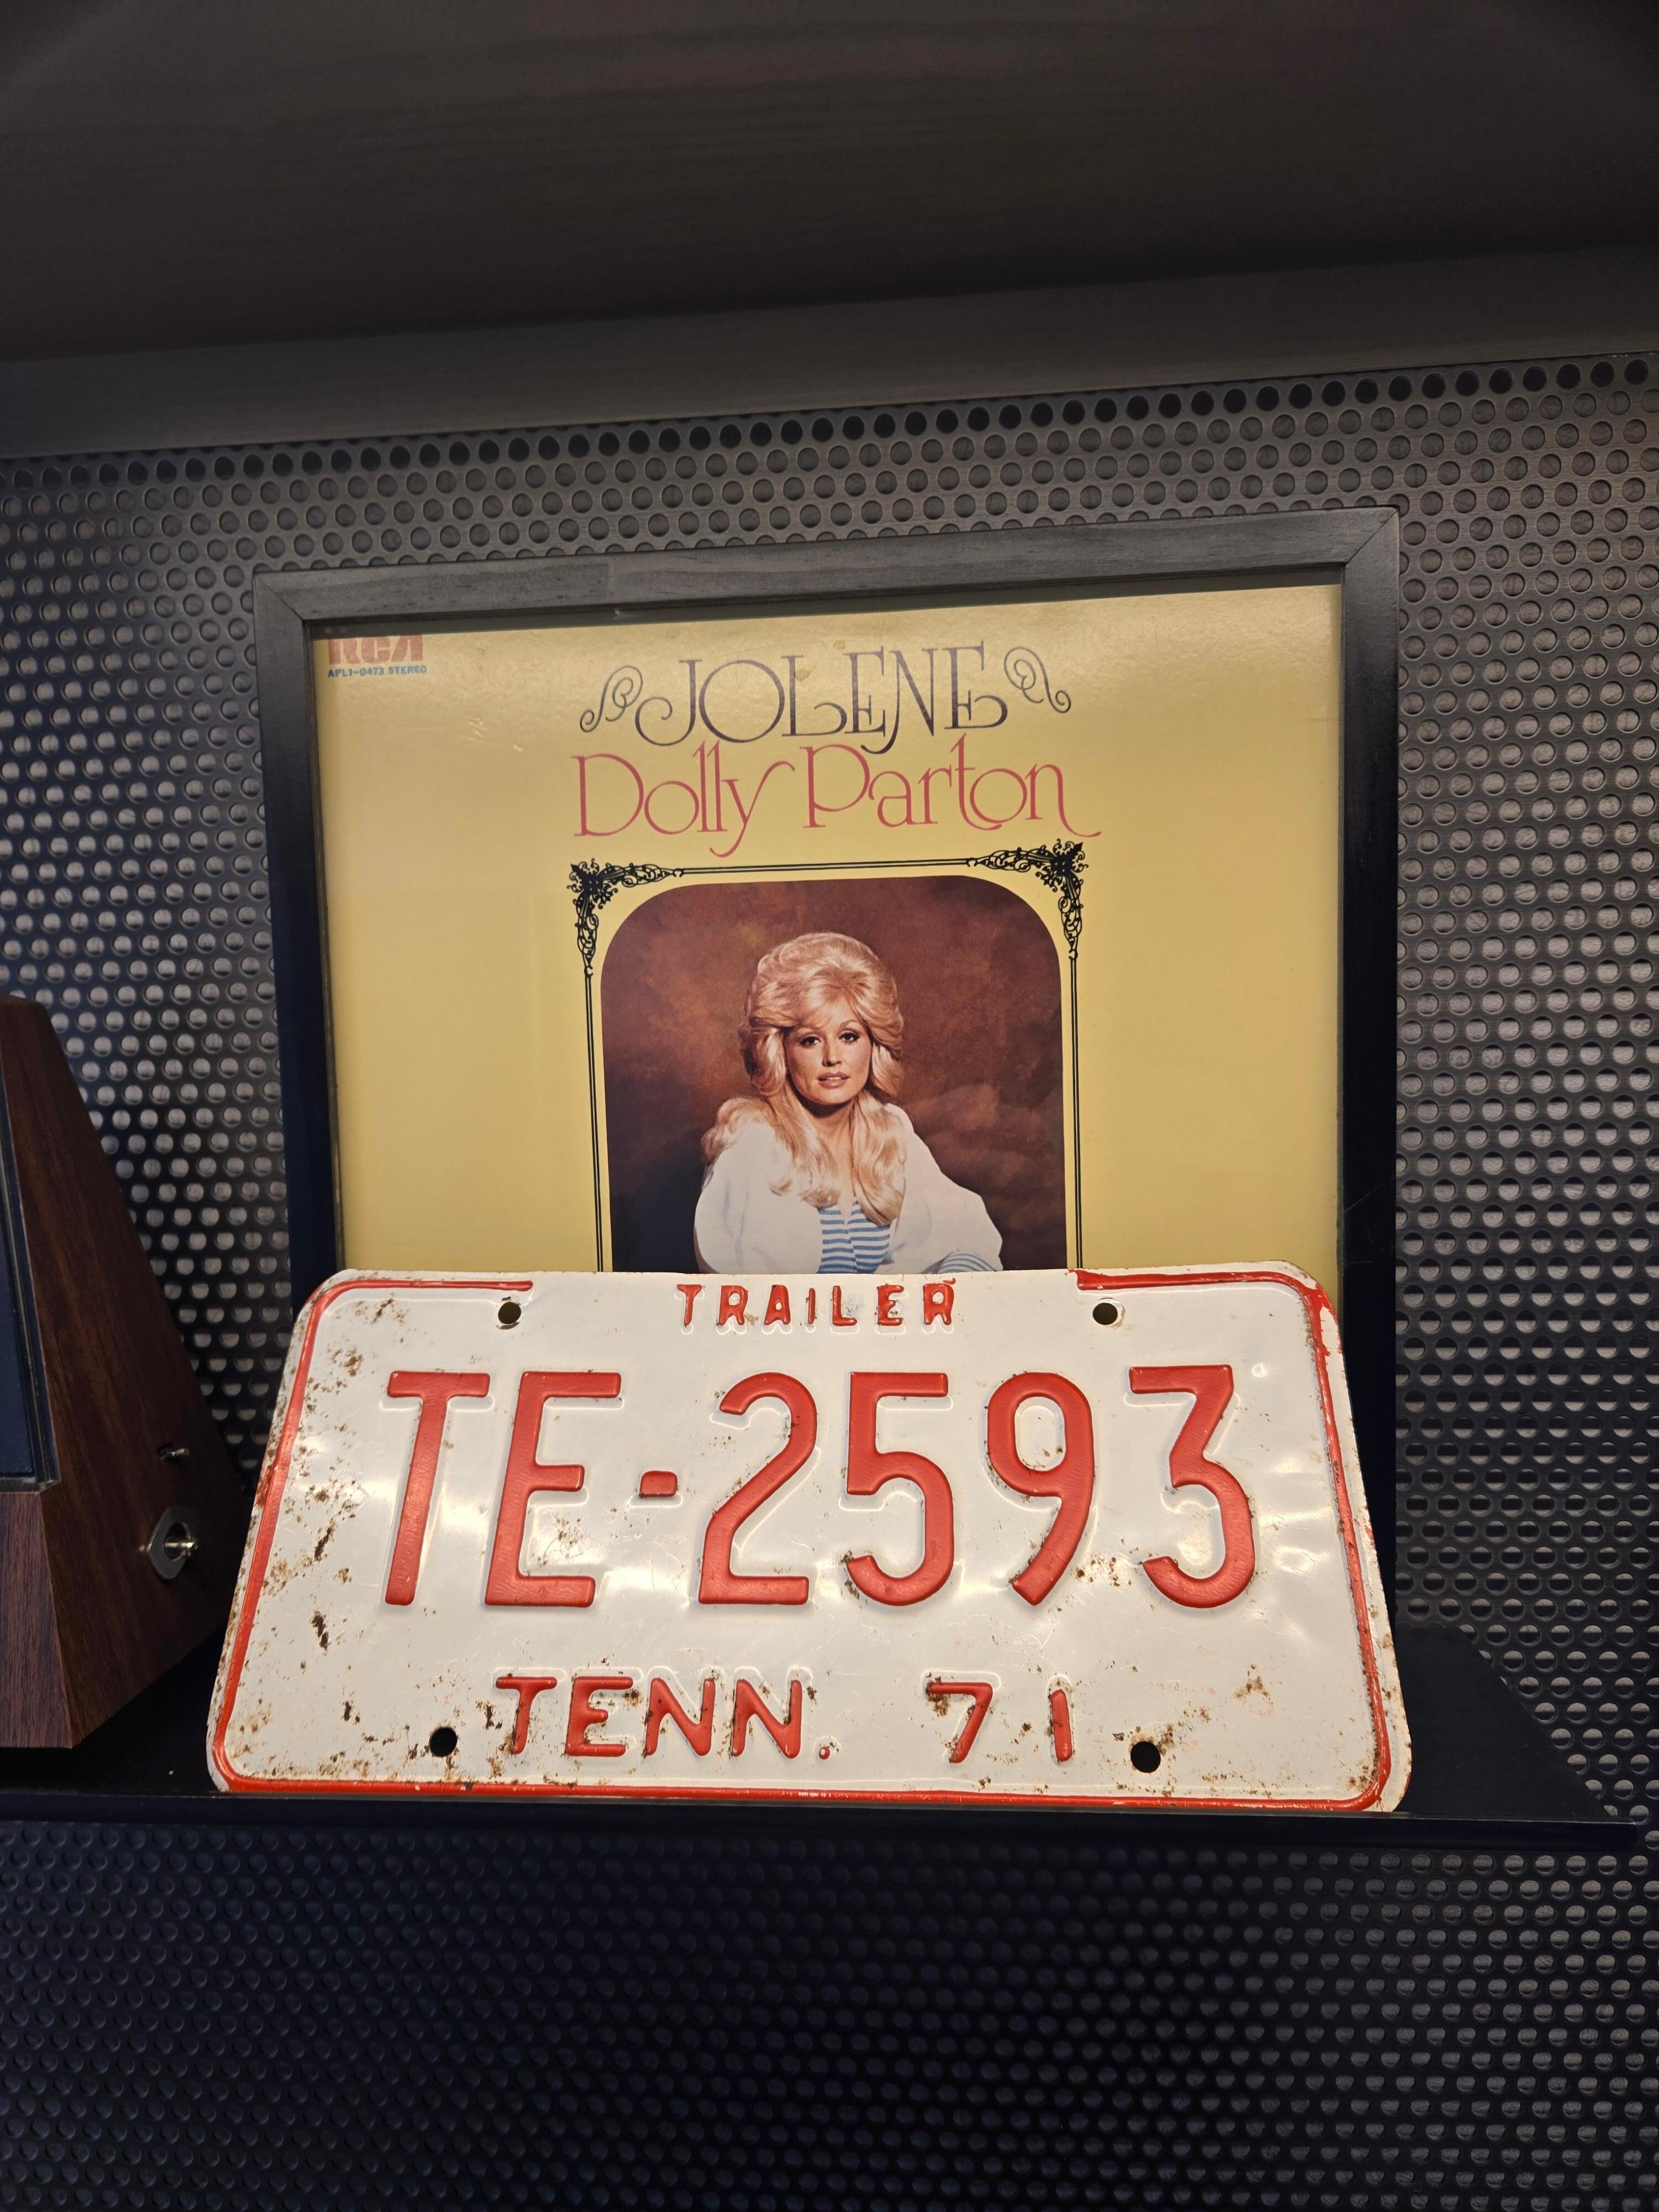 RCA
APL1-0473 STEREO
JOLENE
Dolly Parton
TRAILER
TE-2593
TENN. 71